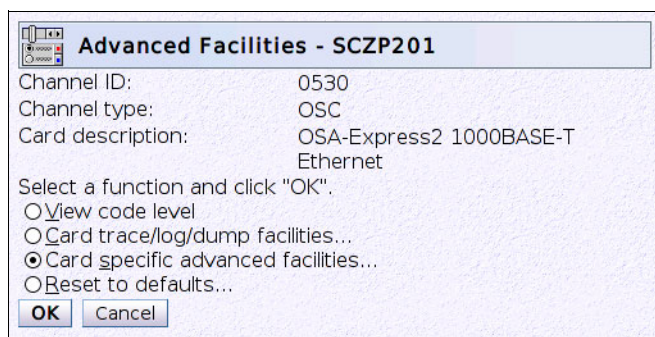 Advanced Facilities - SCZP201
Channel ID: 0530
Channel type: OSC
Card description: OSA-Express2 1000BASE-T
Ethernet
Select a function and click "OK".
View code level
Card trace/log/dump facilities...
Card specific advanced facilities...
Reset to defaults...
OK Cancel